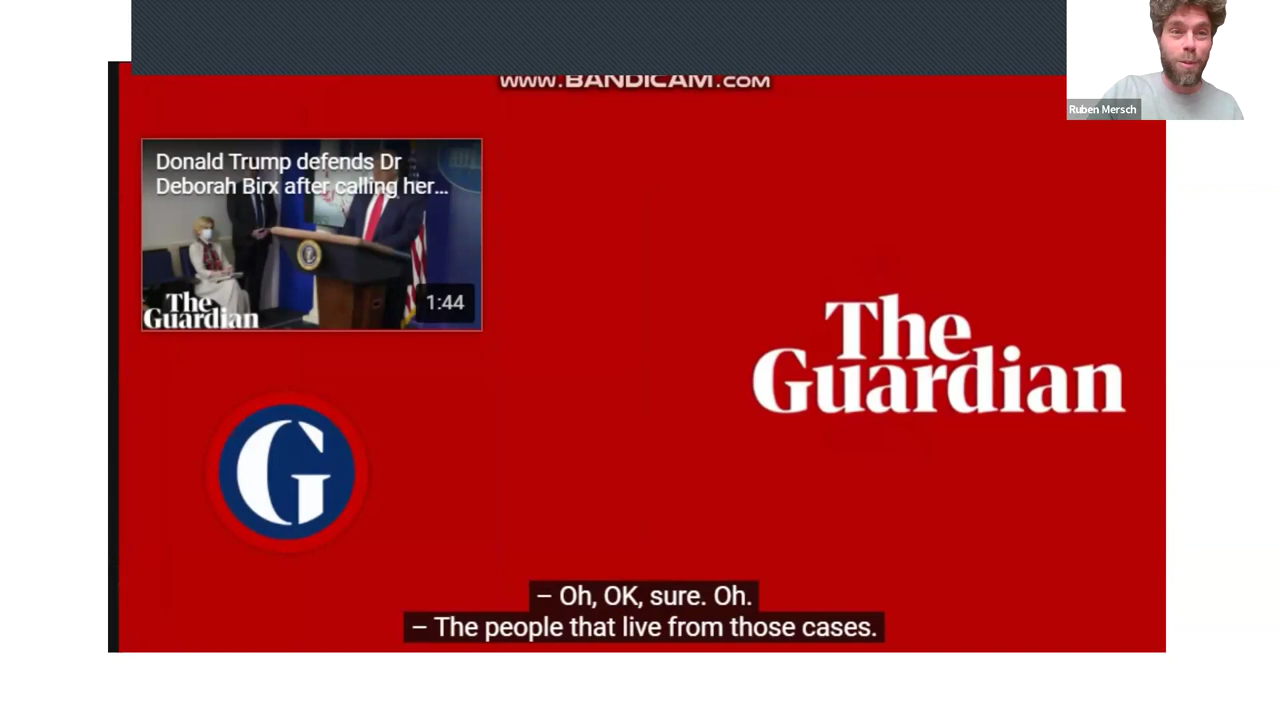 www.BANDICAM.com
Ruben Mersch
Donald Trump defends Dr
Deborah Birx after calling her...
1:44
The
Guardian
The
Guardian
G
– Oh, OK, sure. Oh.
– The people that live from those cases.